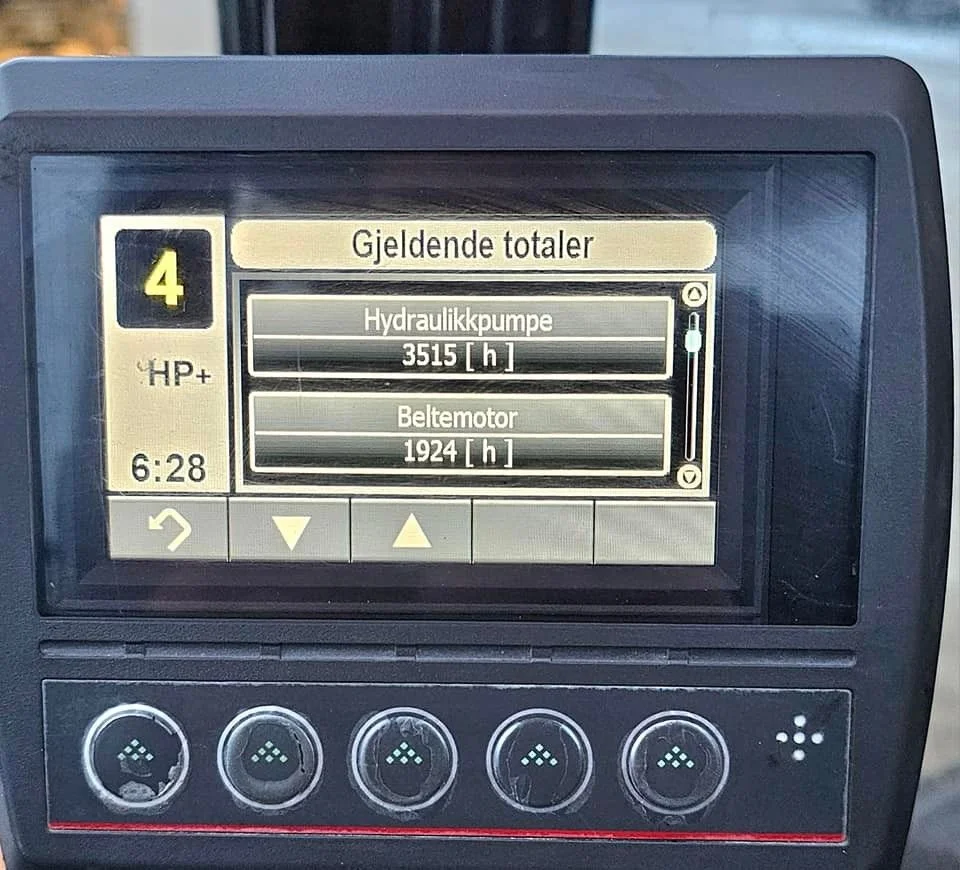 Gjeldende totaler
4
HP+
6:28
Hydraulikkpumpe
3515 [ h ]
Beltemotor
1924 [ h ]